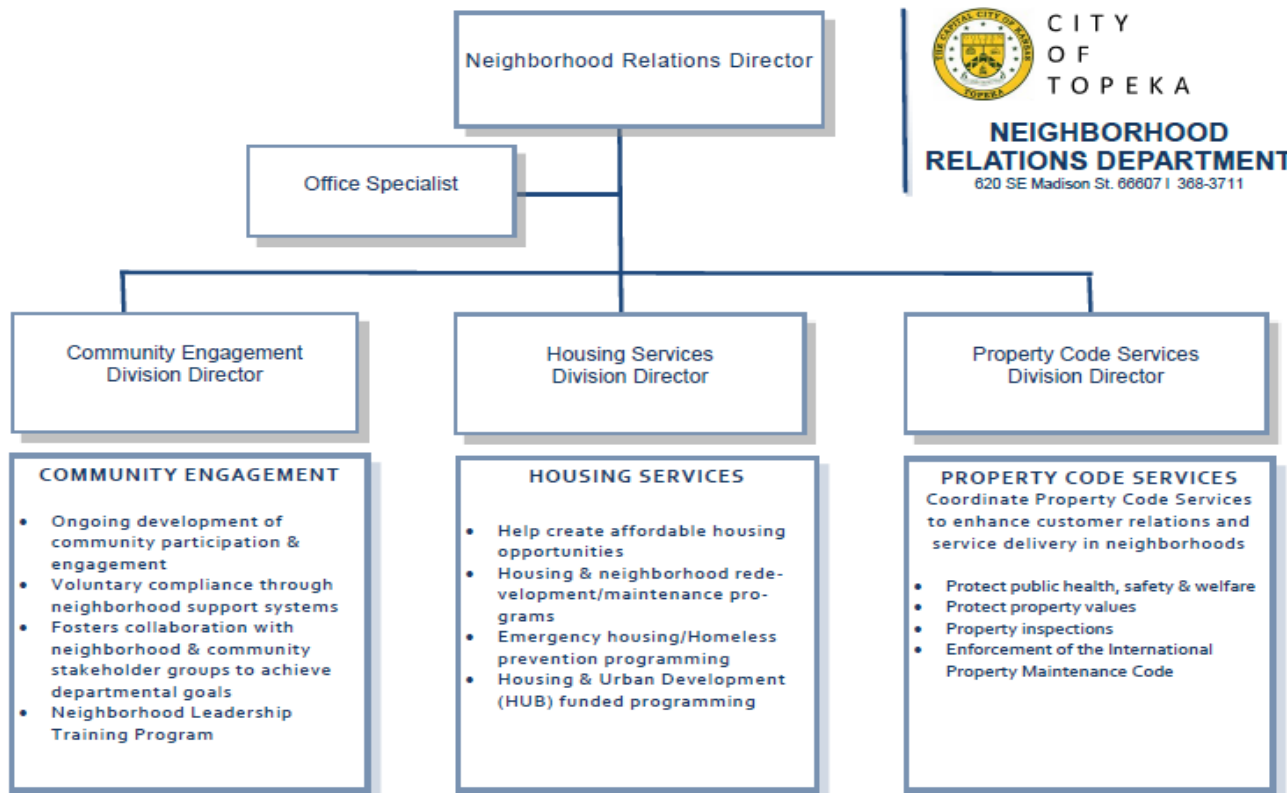 Neighborhood Relations Director
THE CAPITAL CITY OF KANSAS
TOPEKA
CITY
OF
TOPEKA
NEIGHBORHOOD
RELATIONS DEPARTMENT
620 SE Madison St. 66607 I 368-3711
Office Specialist
Community Engagement
Division Director
Housing Services
Division Director
Property Code Services
Division Director
COMMUNITY ENGAGEMENT
• Ongoing development of
community participation &
engagement
• Voluntary compliance through
neighborhood support systems
• Fosters collaboration with
neighborhood & community
stakeholder groups to achieve
departmental goals
• Neighborhood Leadership
Training Program
HOUSING SERVICES
• Help create affordable housing
opportunities
• Housing & neighborhood rede-
velopment/maintenance pro-
grams
• Emergency housing/Homeless
prevention programming
• Housing & Urban Development
(HUB) funded programming
PROPERTY CODE SERVICES
Coordinate Property Code Services
to enhance customer relations and
service delivery in neighborhoods
• Protect public health, safety & welfare
• Protect property values
• Property inspections
• Enforcement of the International
Property Maintenance Code